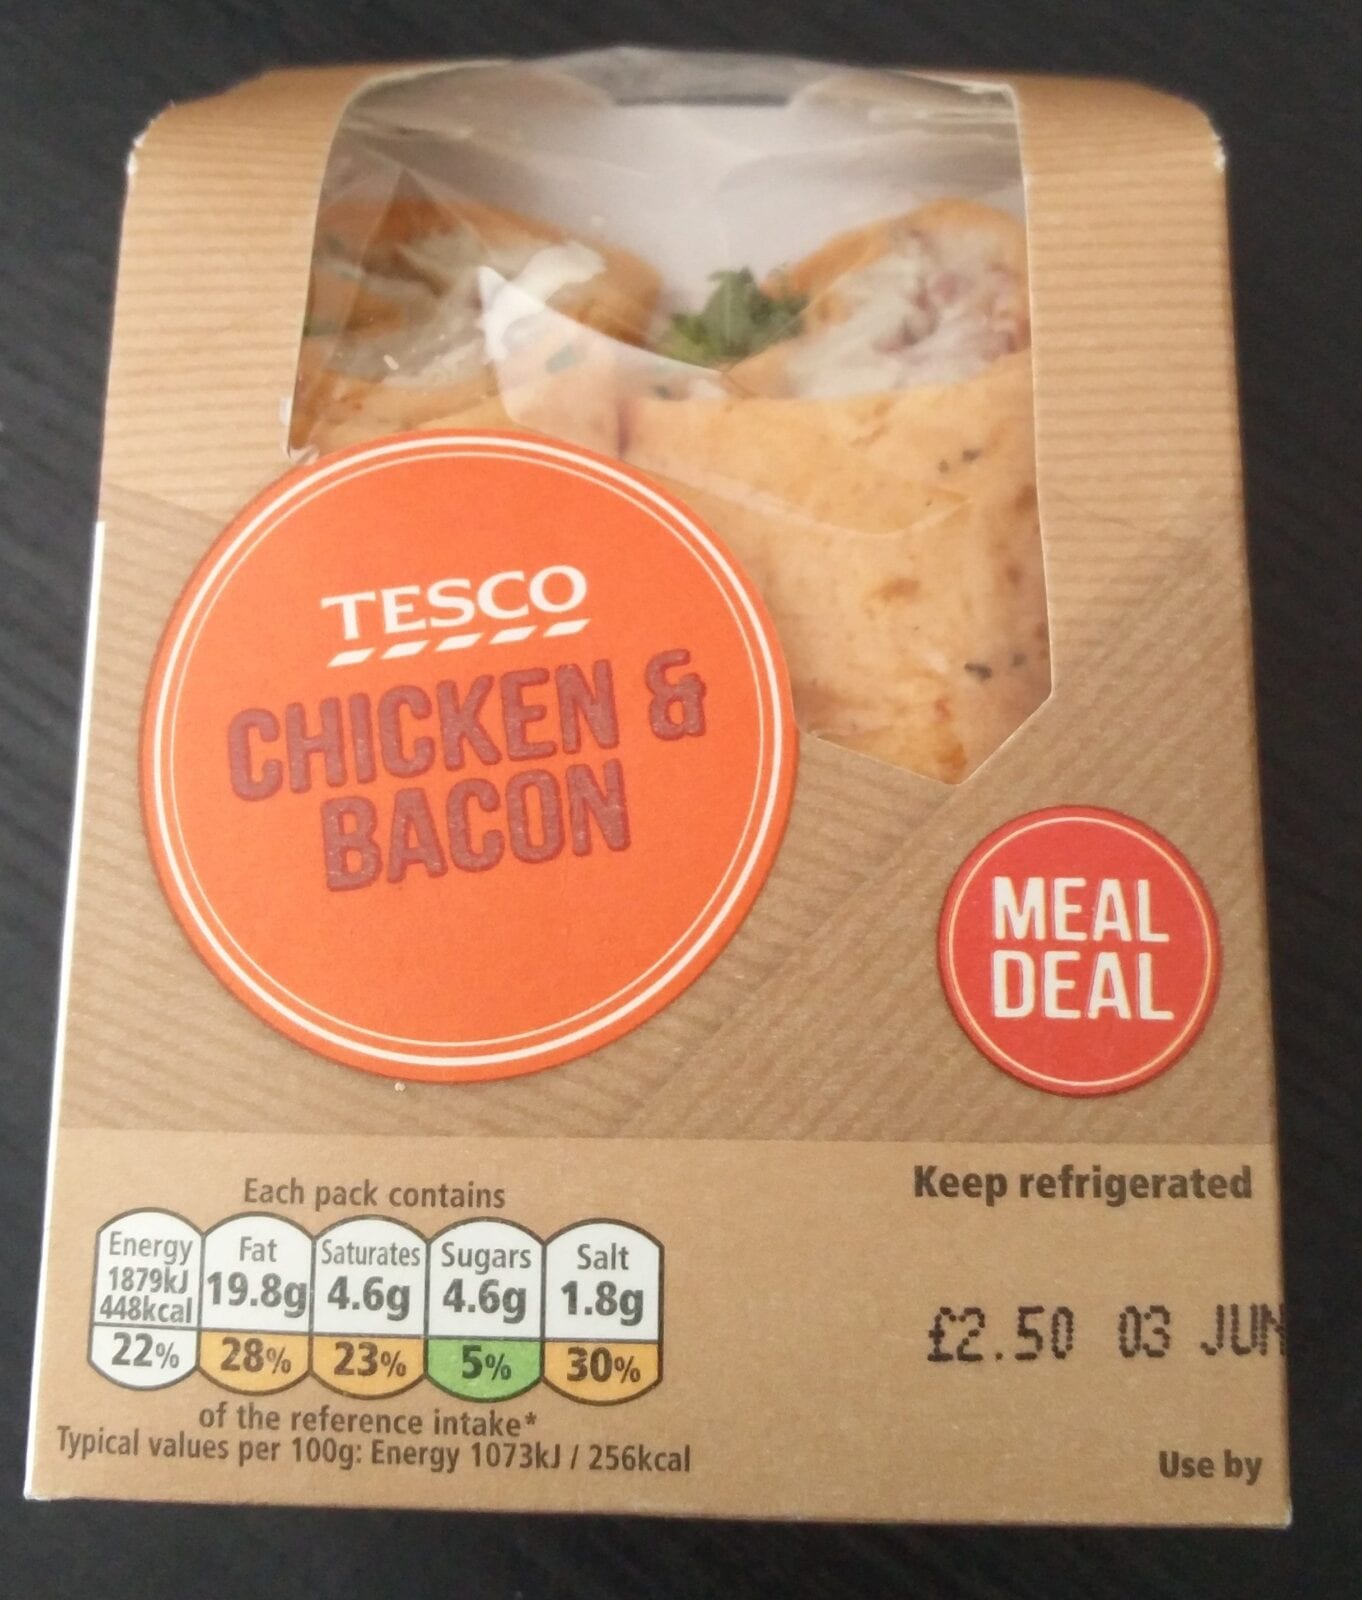 TESCO
CHICKEN &
BACON
MEAL
DEAL
Each pack contains
Energy
1879kJ
448kcal
22%
Fat
19.8g
28%
Saturates
4.6g
23%
Sugars
4.6g
5%
Salt
1.8g
30%
of the reference intake*
Typical values per 100g: Energy 1073kJ / 256kcal
Keep refrigerated
£2.50 03 JUN
Use by